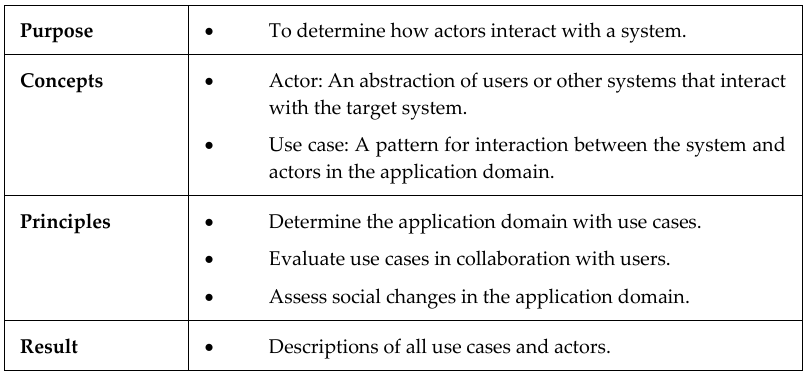 Purpose
• To determine how actors interact with a system.
Concepts
• Actor: An abstraction of users or other systems that interact
with the target system.
• Use case: A pattern for interaction between the system and
actors in the application domain.
Principles
• Determine the application domain with use cases.
• Evaluate use cases in collaboration with users.
• Assess social changes in the application domain.
Result
• Descriptions of all use cases and actors.